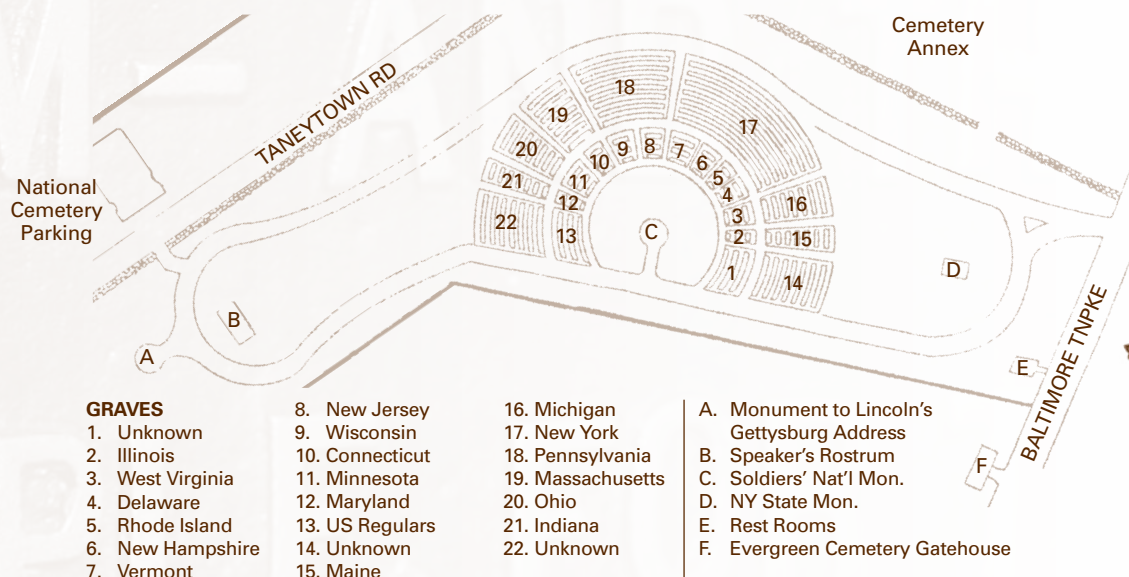 Cemetery
Annex
TANEYTOWN RD
National
Cemetery
Parking
18
19
17
20
9
8
7
10
6
21
11
5
4
12
16
3
22
13
C
2
15
1
14
D
B
A
E
BALTIMORE TNPKE
F
GRAVES
1. Unknown
2. Illinois
3. West Virginia
4. Delaware
5. Rhode Island
6. New Hampshire
7. Vermont
8. New Jersey
9. Wisconsin
10. Connecticut
11. Minnesota
12. Maryland
13. US Regulars
14. Unknown
15. Maine
16. Michigan
17. New York
18. Pennsylvania
19. Massachusetts
20. Ohio
21. Indiana
22. Unknown
A. Monument to Lincoln's
Gettysburg Address
B. Speaker's Rostrum
C. Soldiers' Nat'l Mon.
D. NY State Mon.
E. Rest Rooms
F. Evergreen Cemetery Gatehouse